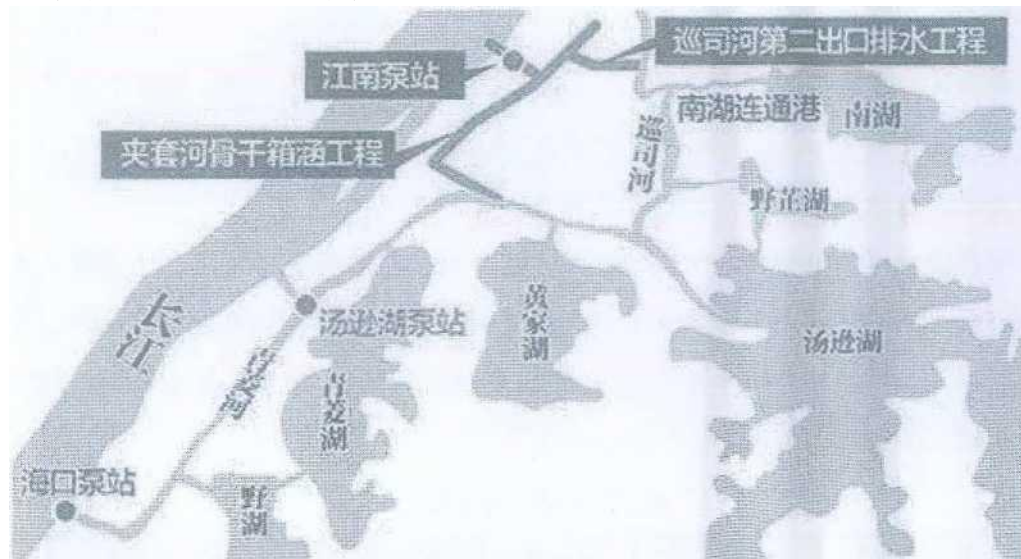 巡司河第二出口排水工程
江南泵站
南湖连通港
南湖
夹套河骨干箱涵工程
巡司河
野芷湖
长江
汤逊湖泵站
黄家湖
汤逊湖
青菱河
青菱湖
海口泵站
野湖